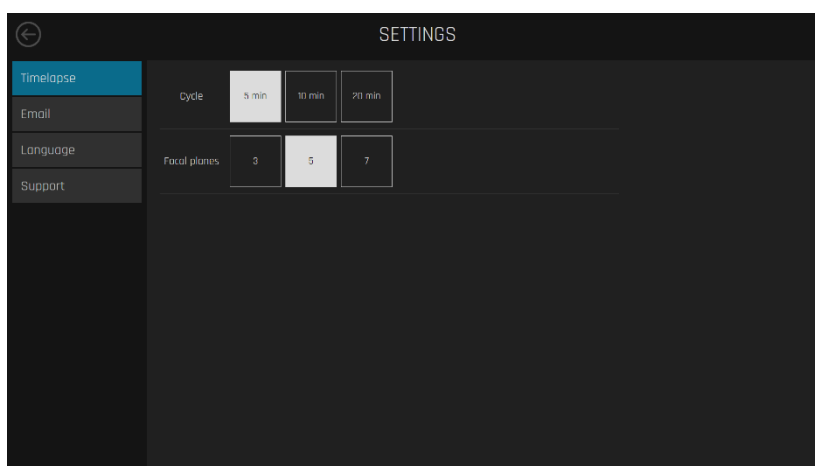 SETTINGS
Timelapse
Email
Language
Support
Cycle 5 min 10 min 20 min
Focal planes 3 5 7